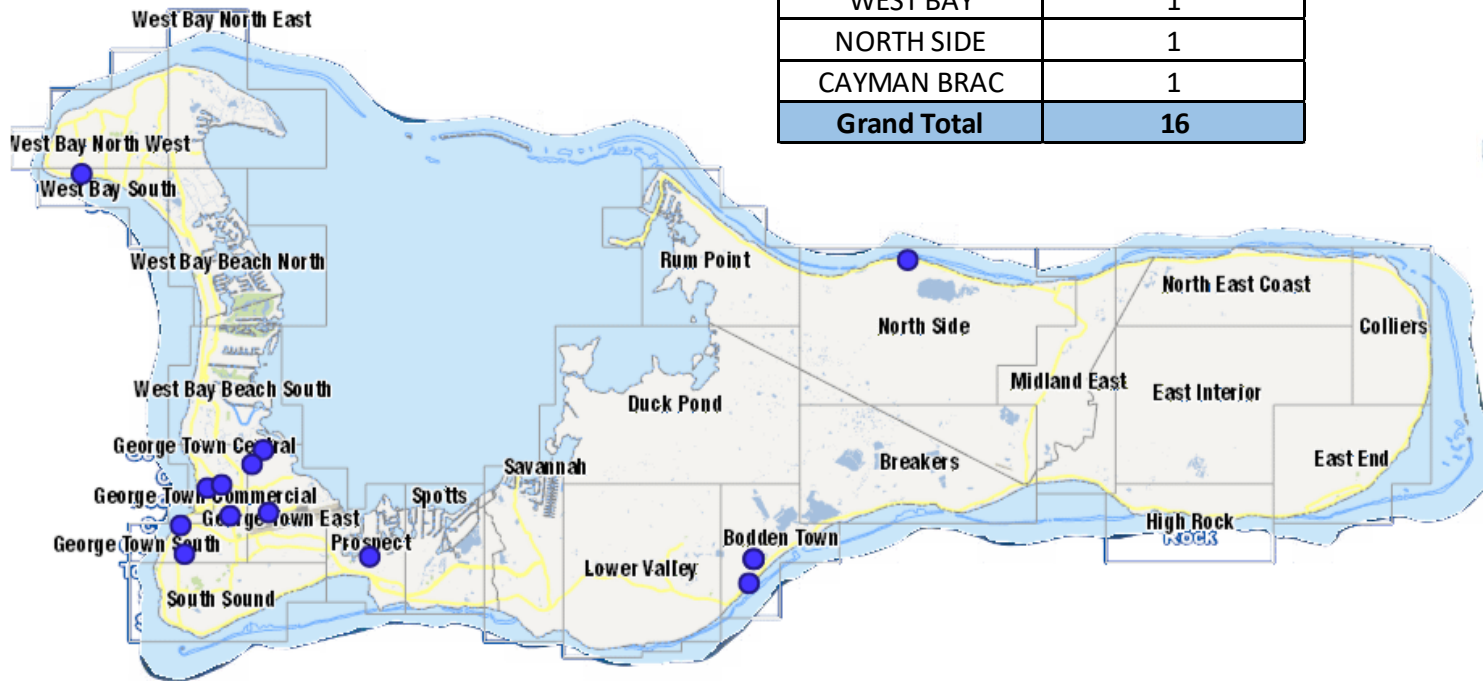 WEST BAY 1
NORTH SIDE 1
CAYMAN BRAC 1
Grand Total 16
West Bay North East
West Bay North West
West Bay South
West Bay Beach North
Rum Point
North East Coast
North Side
Colliers
West Bay Beach South
Midland East
East Interior
Duck Pond
George Town Central
Savannah
Breakers
East End
George Town Commercial
Spotts
George Town East
High Rock
Rock
George Town South
Prospect
Bodden Town
Lower Valley
South Sound